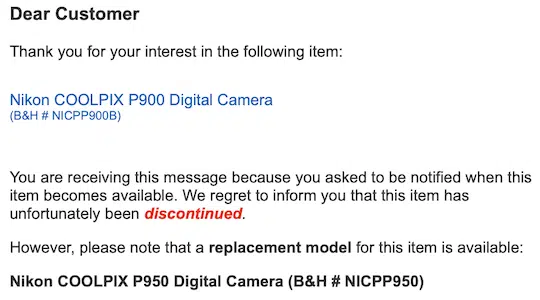 Dear Customer
Thank you for your interest in the following item:
Nikon COOLPIX P900 Digital Camera
(B&H # NICPP900B)
You are receiving this message because you asked to be notified when this
item becomes available. We regret to inform you that this item has
unfortunately been discontinued.
However, please note that a replacement model for this item is available:
Nikon COOLPIX P950 Digital Camera (B&H # NICPP950)